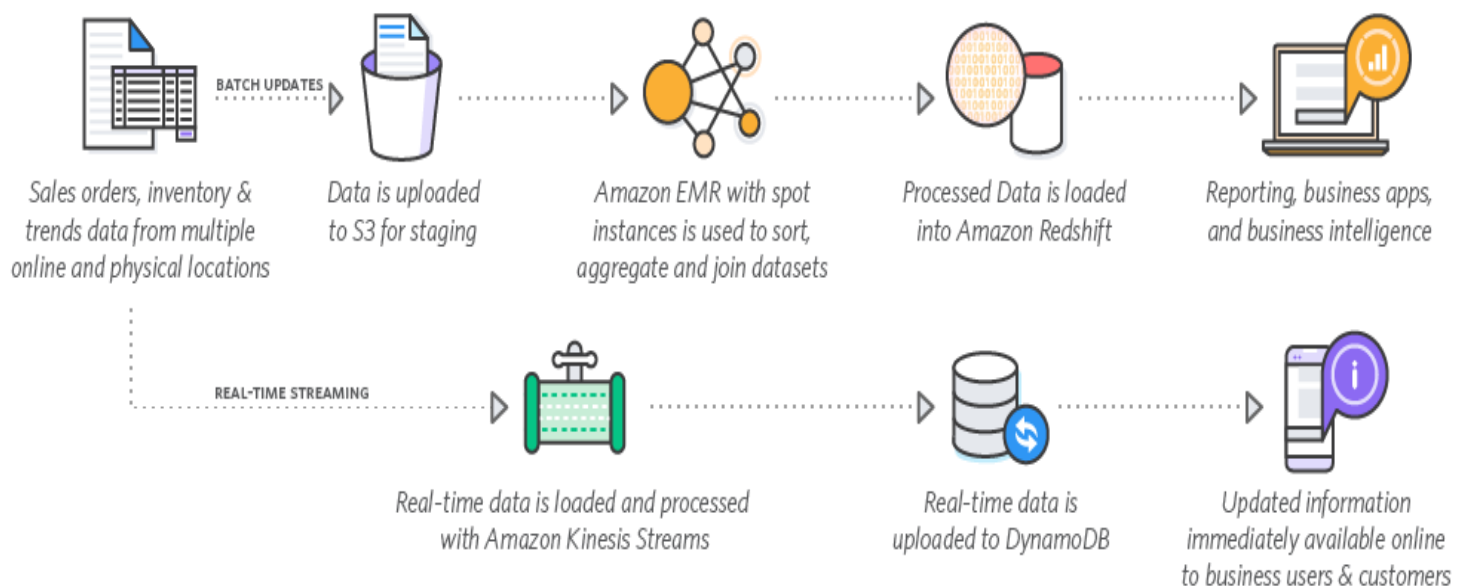 BATCH UPDATES
Sales orders, inventory &
trends data from multiple
online and physical locations
Data is uploaded
to S3 for staging
Amazon EMR with spot
instances is used to sort,
aggregate and join datasets
Processed Data is loaded
into Amazon Redshift
Reporting, business apps,
and business intelligence
REAL-TIME STREAMING
Real-time data is loaded and processed
with Amazon Kinesis Streams
Real-time data is
uploaded to DynamoDB
Updated information
immediately available online
to business users & customers